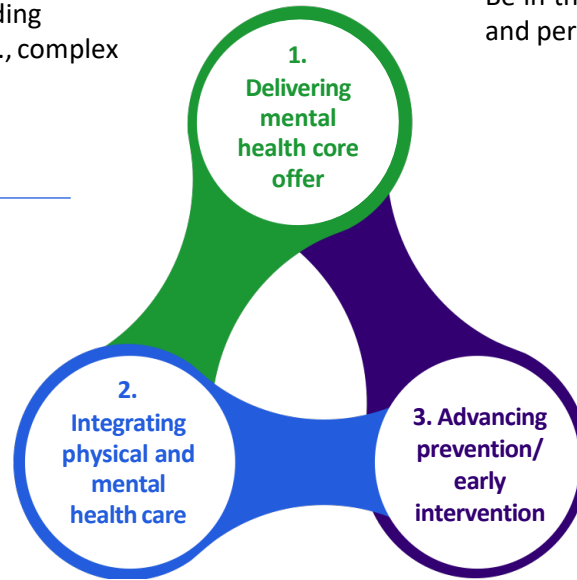 , complex
and per
1.
Delivering
mental
health core
offer
2.
Integrating
physical and
mental
health care
3. Advancing
prevention/
early
intervention